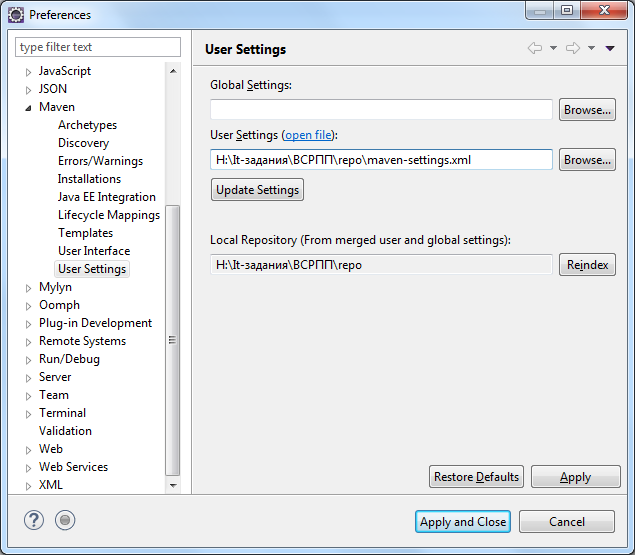 Preferences
type filter text
User Settings
JavaScript
JSON
Maven
Archetypes
Discovery
Errors/Warnings
Installations
Java EE Integration
Lifecycle Mappings
Templates
User Interface
User Settings
Mylyn
Oomph
Plug-in Development
Remote Systems
Run/Debug
Server
Team
Terminal
Validation
Web
Web Services
XML
Global Settings:
Browse...
User Settings (open file):
H:\It-задания\ВСРПП\repo\maven-settings.xml
Browse...
Update Settings
Local Repository (From merged user and global settings):
H:\It-задания\ВСРПП\repo
Reindex
Restore Defaults
Apply
?
Apply and Close
Cancel